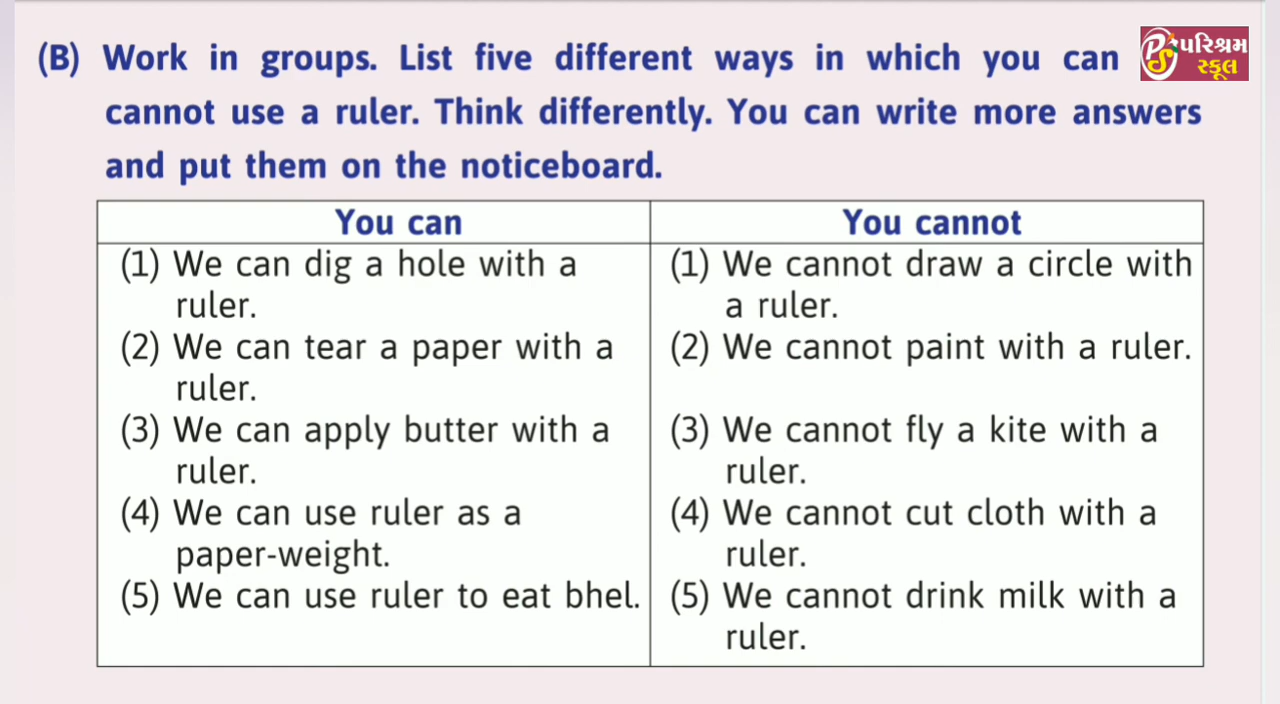 (B) Work in groups. List five different ways in which you can
પરિશ્રમ
સ્કૂલ
cannot use a ruler. Think differently. You can write more answers
and put them on the noticeboard.
You can
(1) We can dig a hole with a
ruler.
(2) We can tear a paper with a
ruler.
(3) We can apply butter with a
ruler.
(4) We can use ruler as a
paper-weight.
(5) We can use ruler to eat bhel.
You cannot
(1) We cannot draw a circle with
a ruler.
(2) We cannot paint with a ruler.
(3) We cannot fly a kite with a
ruler.
(4) We cannot cut cloth with a
ruler.
(5) We cannot drink milk with a
ruler.